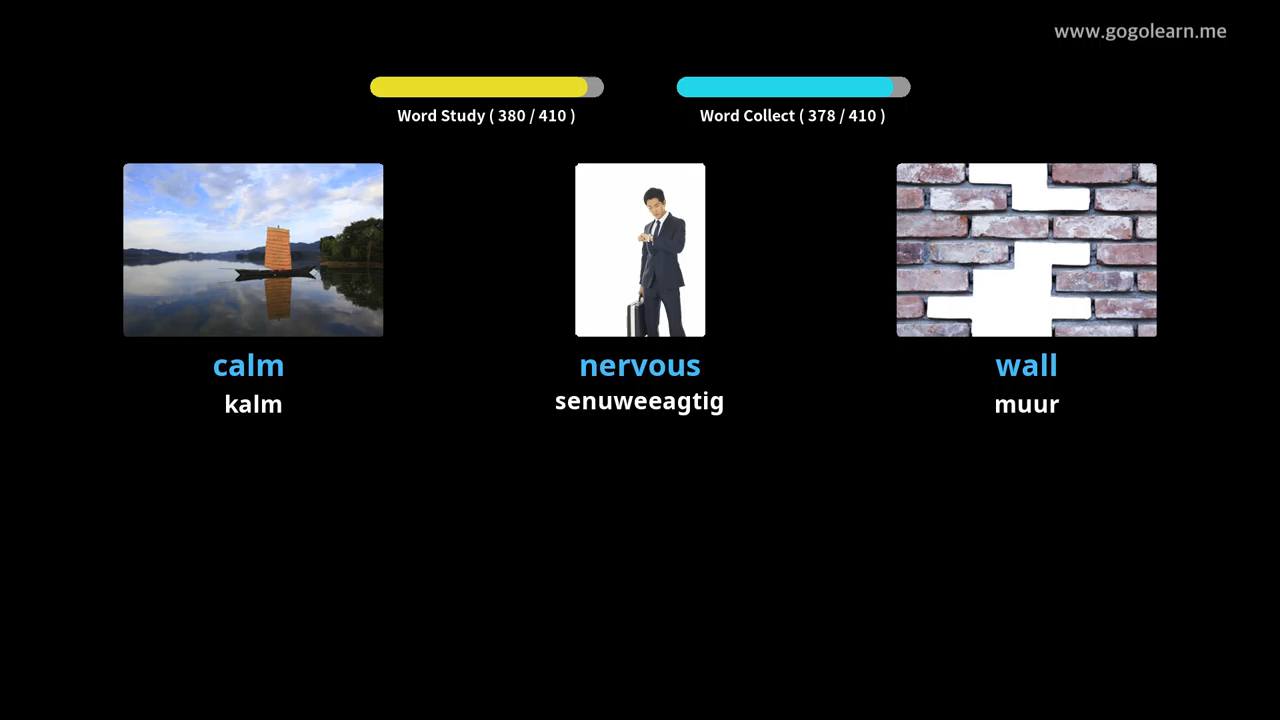 www.gogolearn.me
Word Study ( 380 / 410 )
Word Collect ( 378 / 410 )
calm
kalm
nervous
senuweeagtig
wall
muur